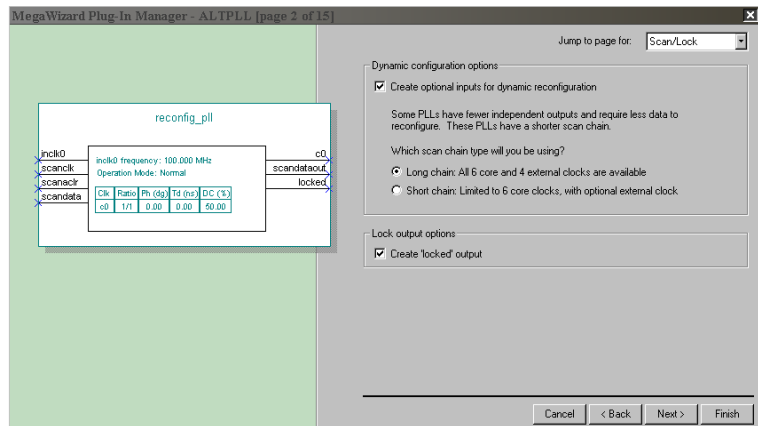 MegaWizard Plug-In Manager - ALTPLL [page 2 of 15]
Jump to page for: Scan/Lock
Dynamic configuration options
Create optional inputs for dynamic reconfiguration
Some PLLs have fewer independent outputs and require less data to
reconfigure. These PLLs have a shorter scan chain.
Which scan chain type will you be using?
Long chain: All 6 core and 4 external clocks are available
Short chain: Limited to 6 core clocks, with optional external clock
Lock output options
Create 'locked' output
reconfig_pll
inclk0
scanclk
scanaclr
scandata
inclk0 frequency: 100.000 MHz
Operation Mode: Normal
Clk Ratio Ph (dg) Td (ns) DC (%)
c0 1/1 0.00 0.00 50.00
c0
scandataout
locked
Cancel < Back Next > Finish